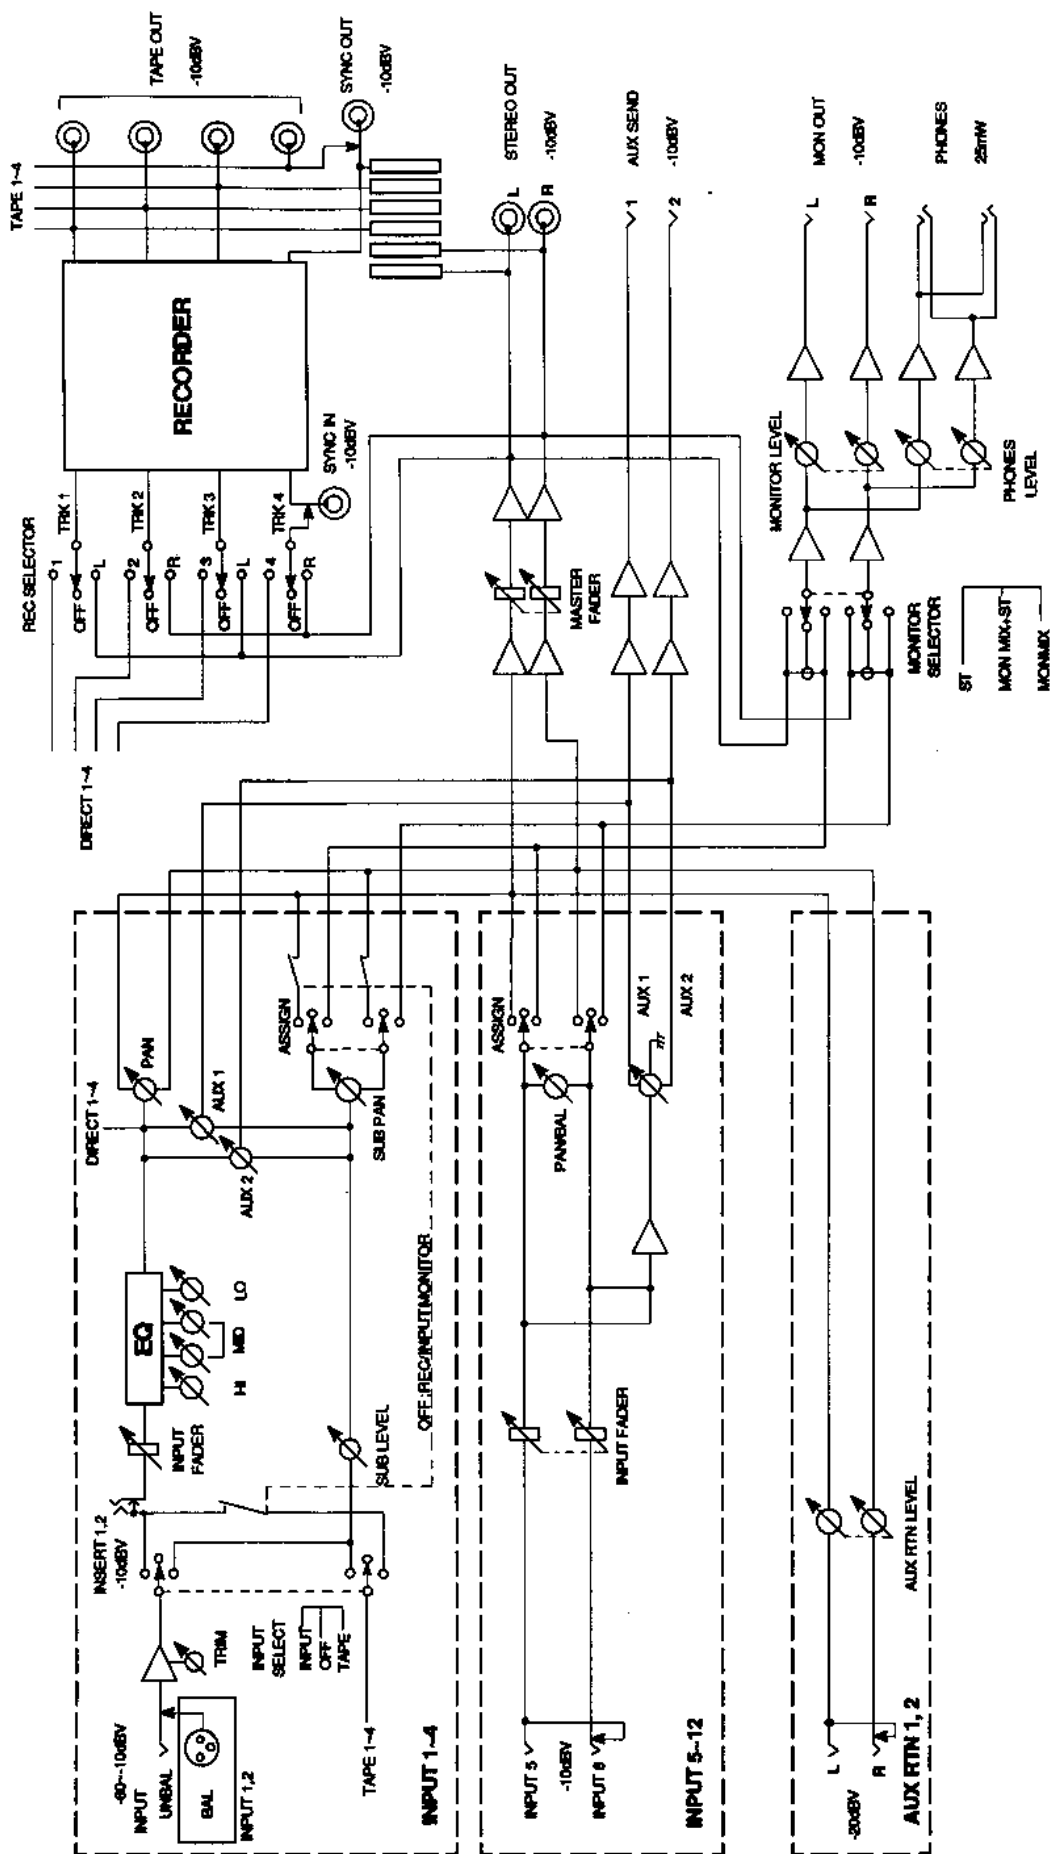 TAPE 1~4
TAPE OUT
-10dBV
SYNC OUT
-10dBV
RECORDER
REC SELECTOR
1
OFF
L
TRK 1
2
OFF
R
TRK 2
3
OFF
L
TRK 3
4
OFF
R
TRK 4
SYNC IN
-10dBV
DIRECT 1~4
STEREO OUT
L
R
-10dBV
MASTER
FADER
AUX SEND
1
2
-10dBV
MON OUT
L
R
-10dBV
PHONES
25mW
MONITOR LEVEL
PHONES
LEVEL
MONITOR
SELECTOR
ST
MON MIX+ST
MONMIX
INPUT 1~4
-60~-10dBV
INPUT
UNBAL
BAL
INPUT 1,2
TRIM
INPUT
SELECT
INPUT
OFF
TAPE
TAPE 1~4
INSERT 1,2
-10dBV
INPUT
FADER
EQ
HI
MID
LO
SUB LEVEL
OFF:REC/INPUTMONITOR
DIRECT 1~4
PAN
AUX 1
AUX 2
SUB PAN
ASSIGN
INPUT 5~12
INPUT 5
-10dBV
INPUT 6
INPUT FADER
PAN/BAL
ASSIGN
AUX 1
AUX 2
AUX RTN 1, 2
L
-20dBV
R
AUX RTN LEVEL